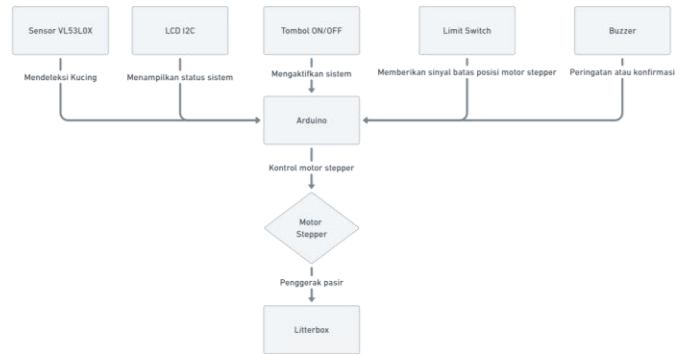 Sensor VL53L0X
LCD I2C
Tombol ON/OFF
Limit Switch
Buzzer
Mendeteksi Kucing
Menampilkan status sistem
Mengaktifkan sistem
Memberikan sinyal batas posisi motor stepper
Peringatan atau konfirmasi
Arduino
Kontrol motor stepper
Motor
Stepper
Penggerak pasir
Litterbox